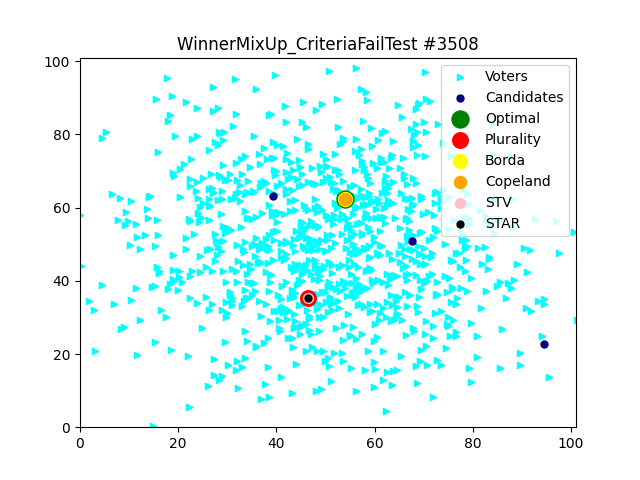 WinnerMixUp_CriteriaFailTest #3508
100
80
60
40
20
0
0 20 40 60 80 100
Voters
Candidates
Optimal
Plurality
Borda
Copeland
STV
STAR